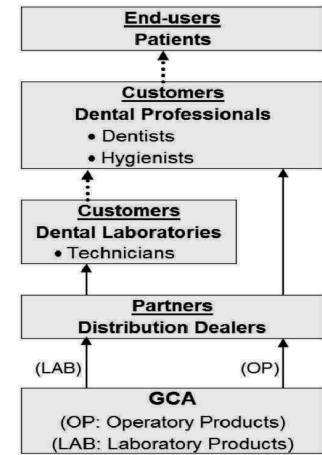 End-users
Patients
Customers
Dental Professionals
• Dentists
• Hygienists
Customers
Dental Laboratories
• Technicians
Partners
Distribution Dealers
(LAB)
(OP)
GCA
(OP: Operatory Products)
(LAB: Laboratory Products)